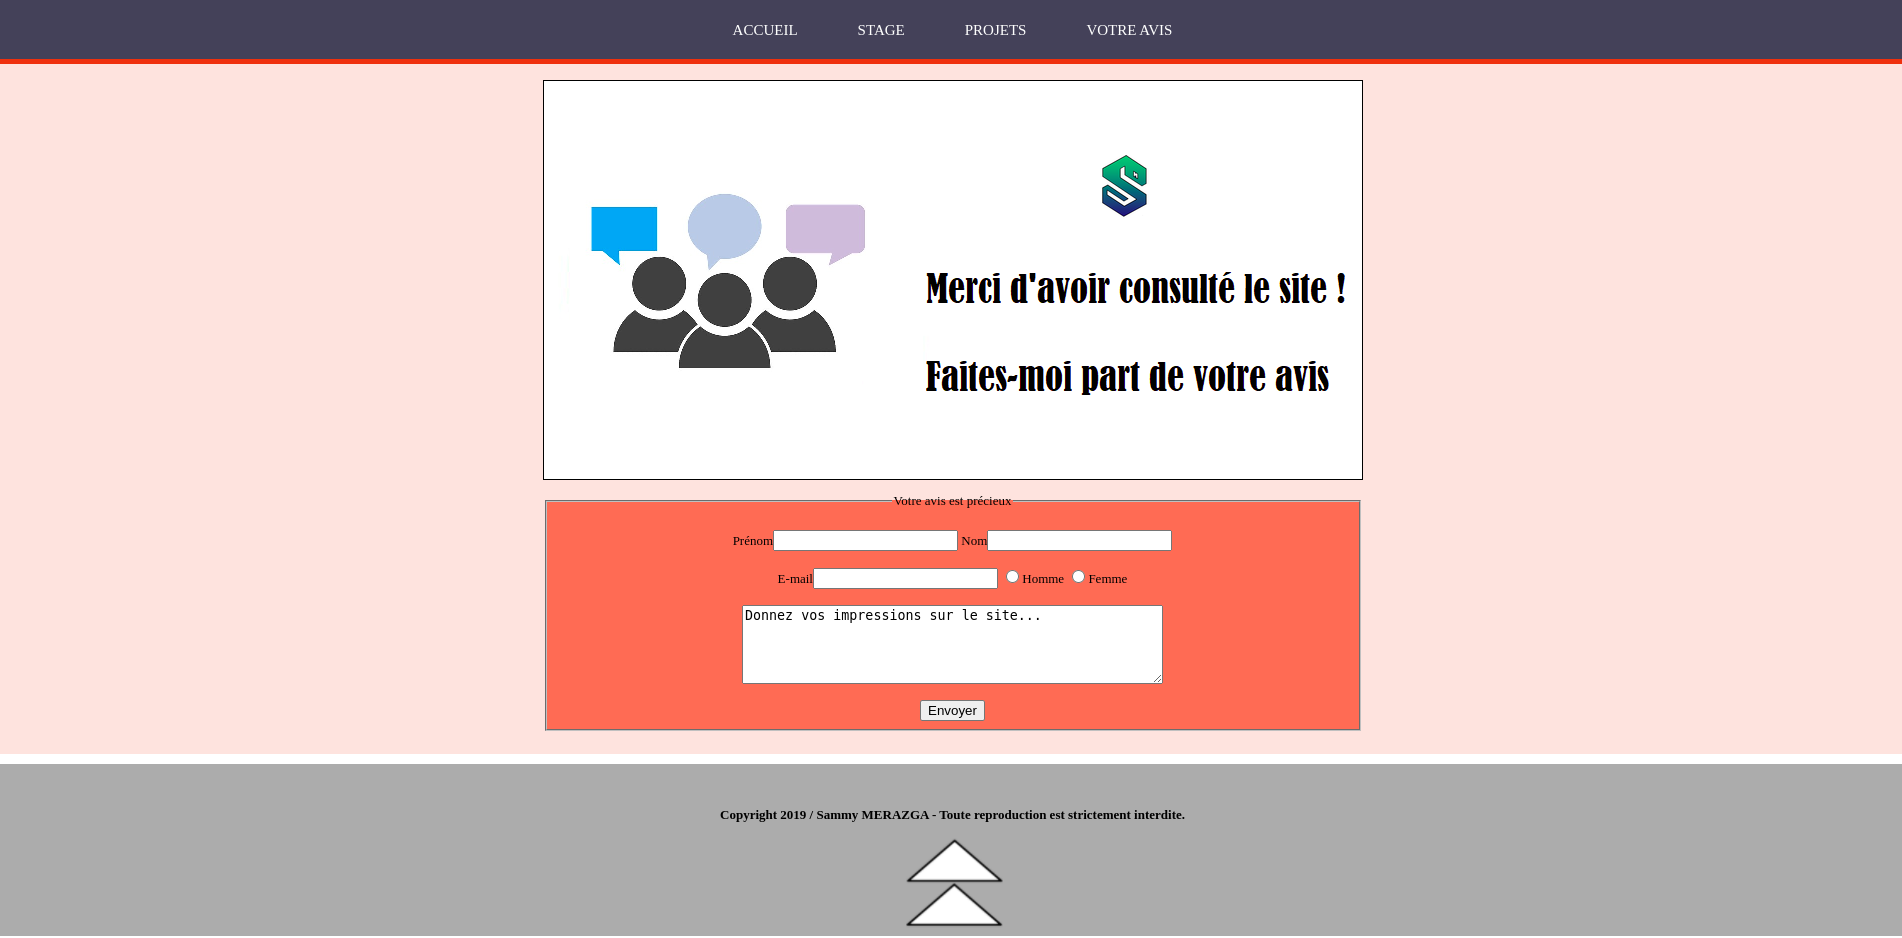 ACCUEIL STAGE PROJETS VOTRE AVIS
Merci d'avoir consulté le site !
Faites-moi part de votre avis
Votre avis est précieux
Prénom Nom
E-mail Homme Femme
Donnez vos impressions sur le site...
Envoyer
Copyright 2019 / Sammy MERAZGA - Toute reproduction est strictement interdite.